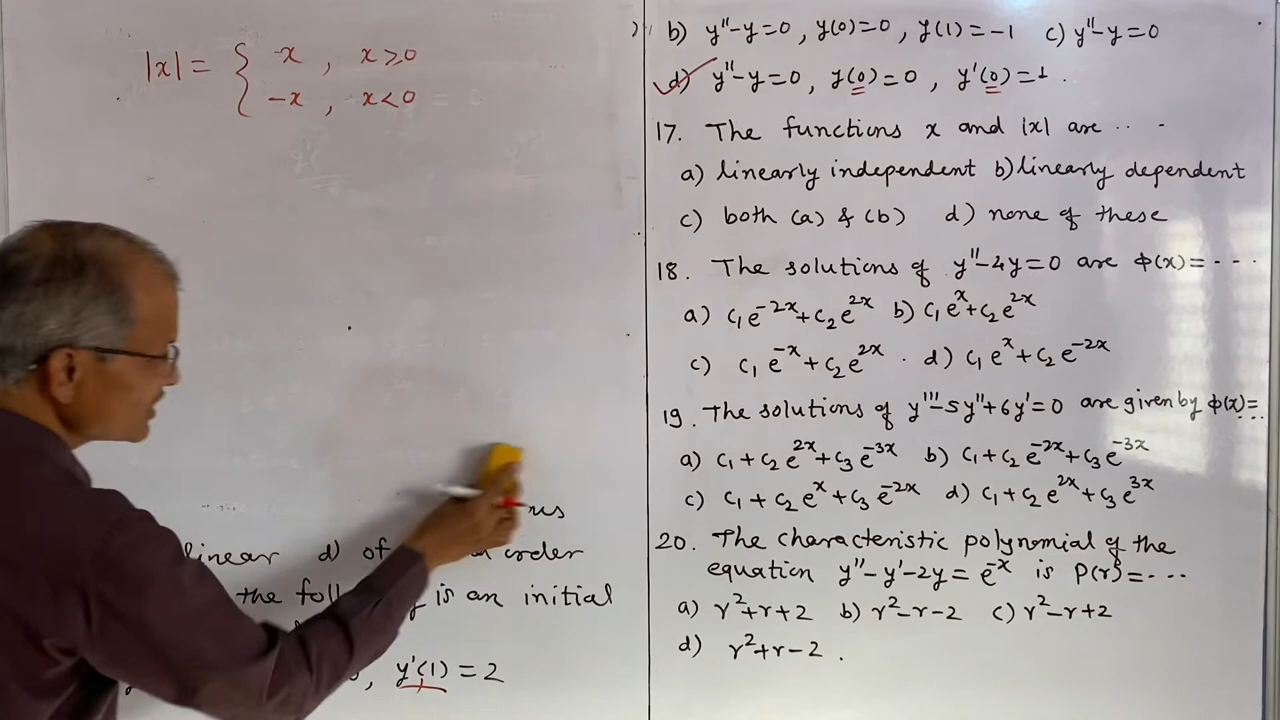 |x| = { x , x ≥ 0
-x , x < 0
ns
linear d) of order
the foll is an initial
, y'(1) = 2
b) y''-y=0 , y(0)=0 , y(1) = -1 c) y''-y=0
d) y''-y=0 , y(0)=0 , y'(0)=1 .
17. The functions x and |x| are ...
a) linearly independent b) linearly dependent
c) both (a) & (b) d) none of these
18. The solutions of y''-4y=0 are φ(x)= ----
a) c₁e^{-2x}+c₂e^{2x} b) c₁e^{x}+c₂e^{2x}
c) c₁e^{-x}+c₂e^{2x} . d) c₁e^{x}+c₂e^{-2x}
19. The solutions of y'''-5y''+6y'=0 are given by φ(x)=...
a) c₁+c₂e^{2x}+c₃e^{-3x} b) c₁+c₂e^{-2x}+c₃e^{-3x}
c) c₁+c₂e^{x}+c₃e^{-2x} d) c₁+c₂e^{2x}+c₃e^{3x}
20. The characteristic polynomial of the
equation y''-y'-2y=e^{-x} is P(r)=----
a) r²+r+2 b) r²-r-2 c) r²-r+2
d) r²+r-2 .